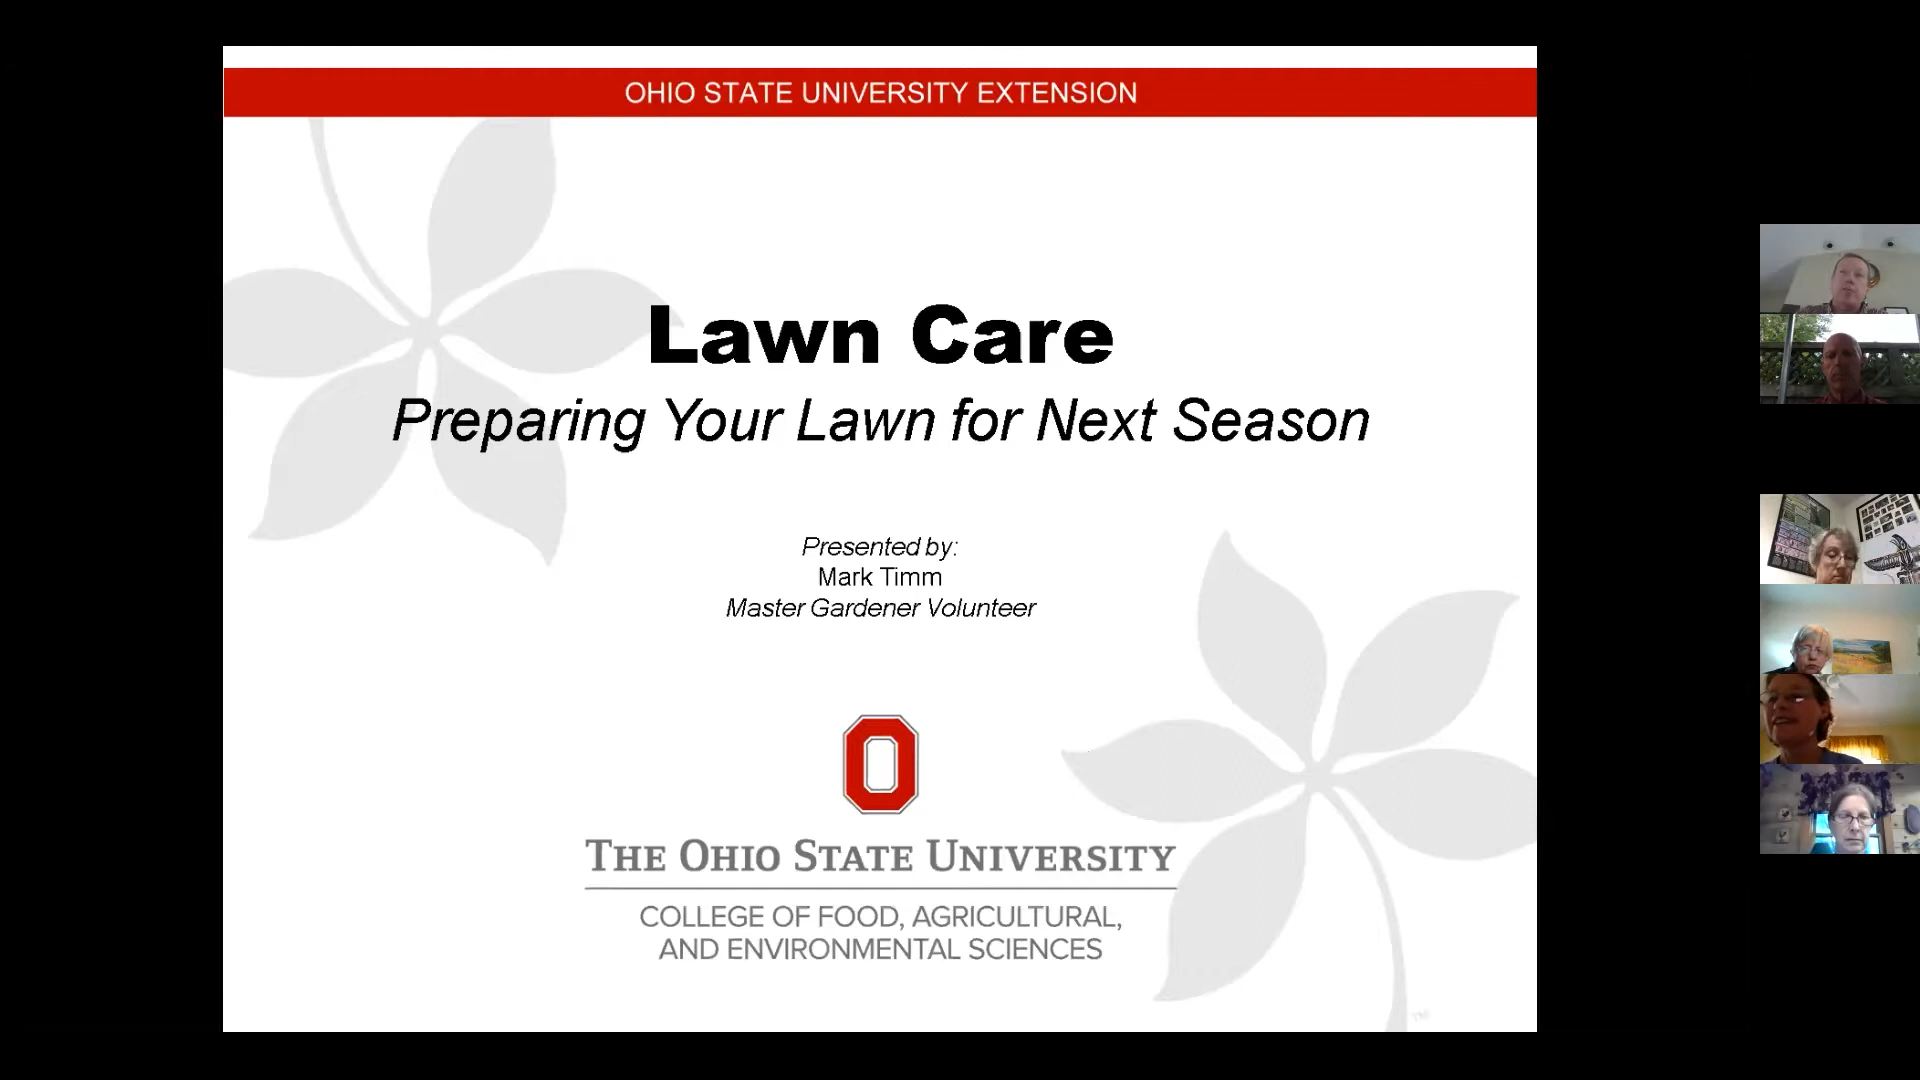 OHIO STATE UNIVERSITY EXTENSION
Lawn Care
Preparing Your Lawn for Next Season
Presented by:
Mark Timm
Master Gardener Volunteer
O
THE OHIO STATE UNIVERSITY
COLLEGE OF FOOD, AGRICULTURAL,
AND ENVIRONMENTAL SCIENCES
TM